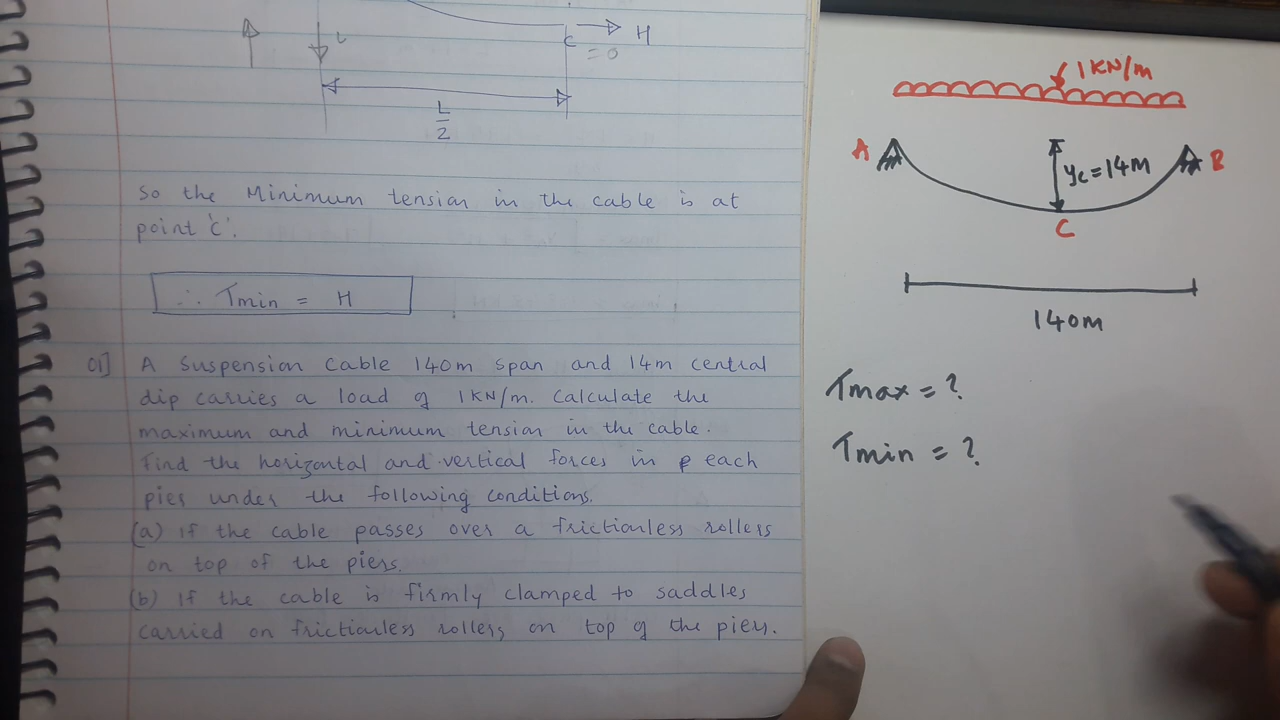 H
C
= 0
L
2
So the Minimum tension in the cable is at
point 'c'.
∴ Tmin = H
01] A Suspension Cable 140m span and 14m central
dip carries a load of 1KN/m. Calculate the
maximum and minimum tension in the cable.
Find the horizontal and vertical forces in each
pier under the following conditions.
(a) if the cable passes over a frictionless rollers
on top of the piers.
(b) If the cable is firmly clamped to saddles
carried on frictionless rollers on top of the piers.
1KN/m
A
yc=14M
B
C
140m
Tmax = ?
Tmin = ?